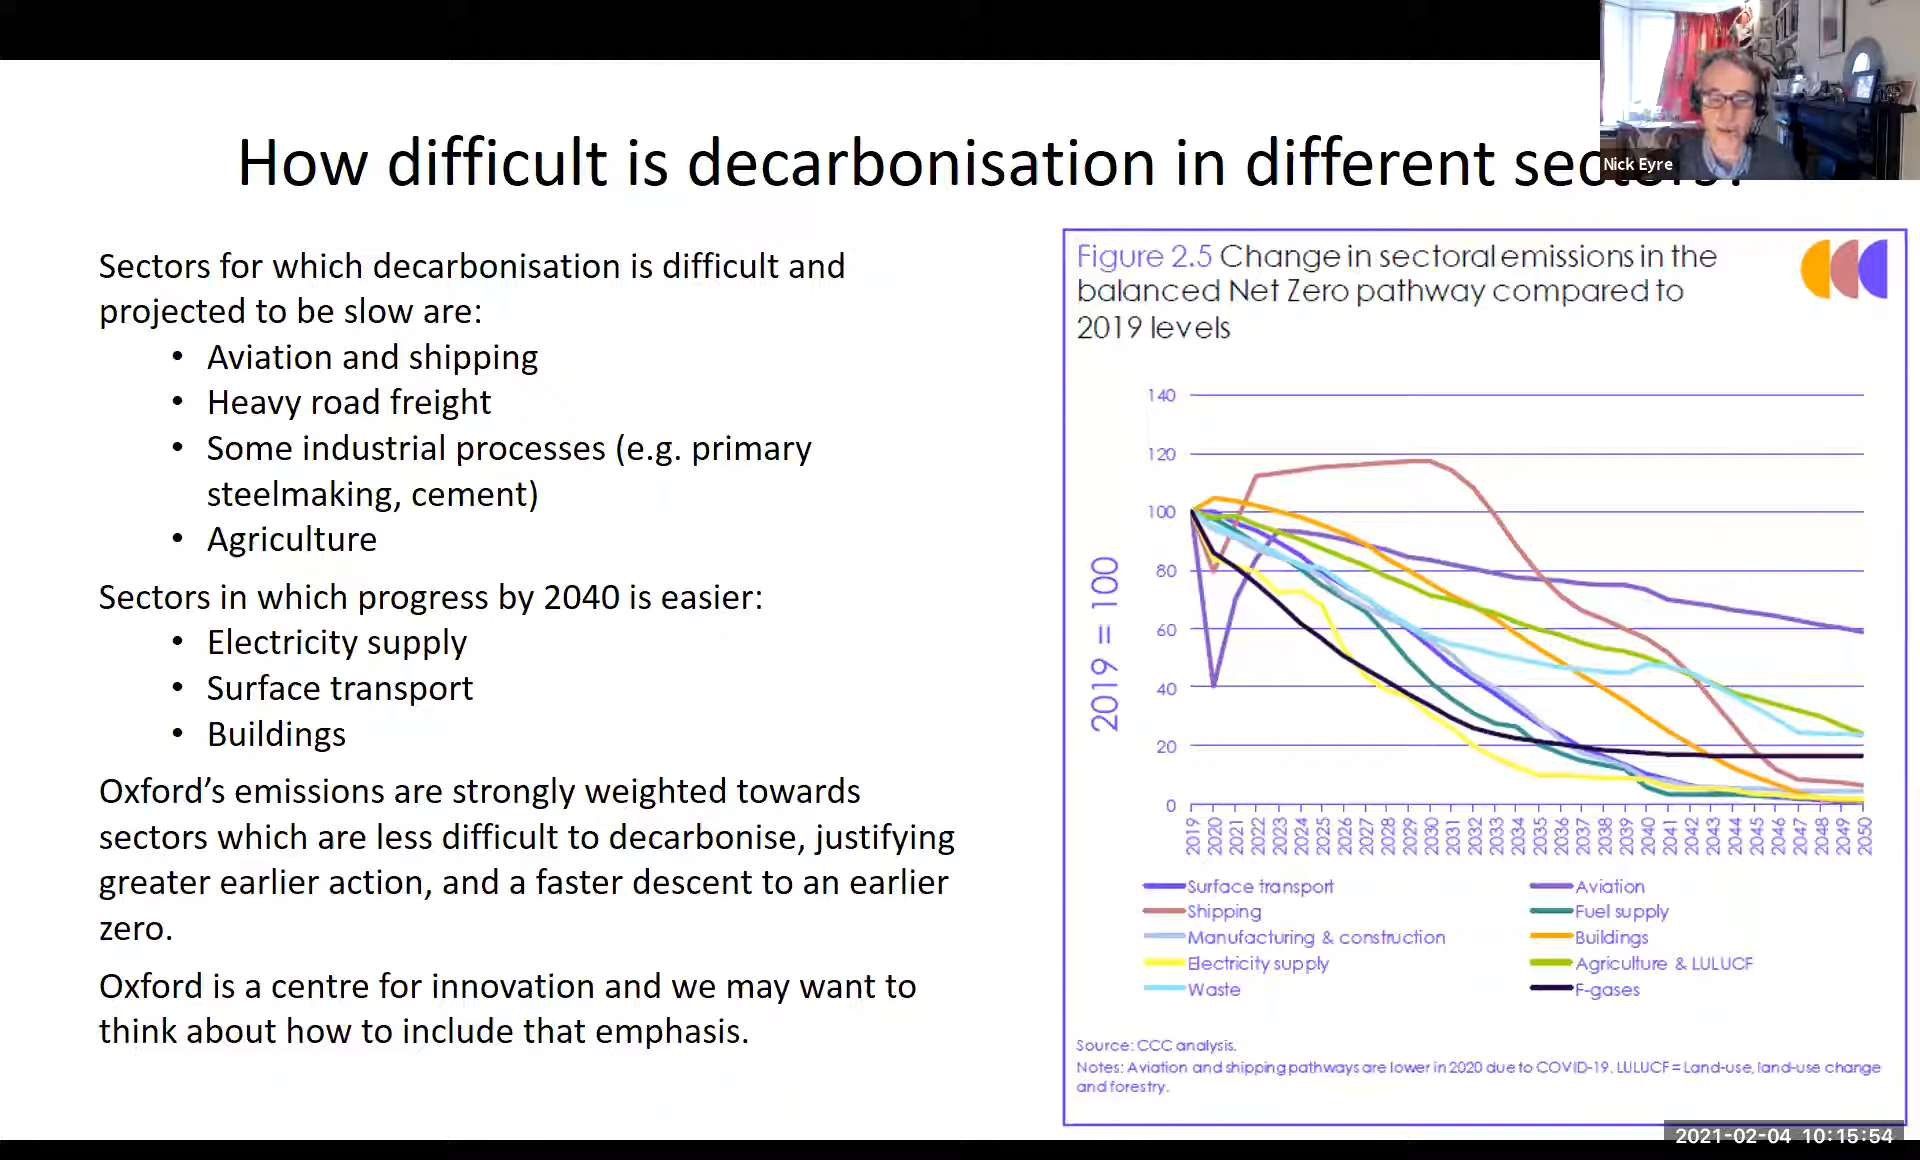 How difficult is decarbonisation in different sectors?
Nick Eyre
Sectors for which decarbonisation is difficult and
projected to be slow are:
• Aviation and shipping
• Heavy road freight
• Some industrial processes (e.g. primary
steelmaking, cement)
• Agriculture
Sectors in which progress by 2040 is easier:
• Electricity supply
• Surface transport
• Buildings
Oxford's emissions are strongly weighted towards
sectors which are less difficult to decarbonise, justifying
greater earlier action, and a faster descent to an earlier
zero.
Oxford is a centre for innovation and we may want to
think about how to include that emphasis.
Figure 2.5 Change in sectoral emissions in the
balanced Net Zero pathway compared to
2019 levels
2019 = 100
140
120
100
80
60
40
20
0
2019 2020 2021 2022 2023 2024 2025 2026 2027 2028 2029 2030 2031 2032 2033 2034 2035 2036 2037 2038 2039 2040 2041 2042 2043 2044 2045 2046 2047 2048 2049 2050
Surface transport
Aviation
Shipping
Fuel supply
Manufacturing & construction
Buildings
Electricity supply
Agriculture & LULUCF
Waste
F-gases
Source: CCC analysis.
Notes: Aviation and shipping pathways are lower in 2020 due to COVID-19. LULUCF = Land-use, land-use change
and forestry.
2021-02-04 10:15:54